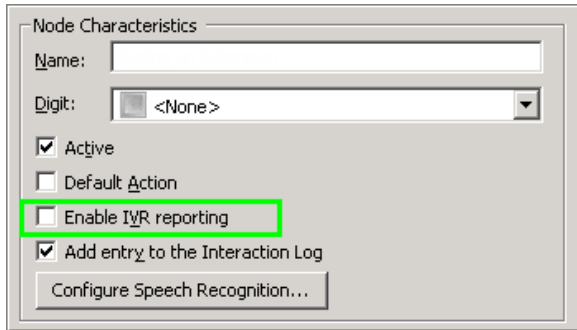 Node Characteristics
Name:
Digit: <None>
Active
Default Action
Enable IVR reporting
Add entry to the Interaction Log
Configure Speech Recognition...